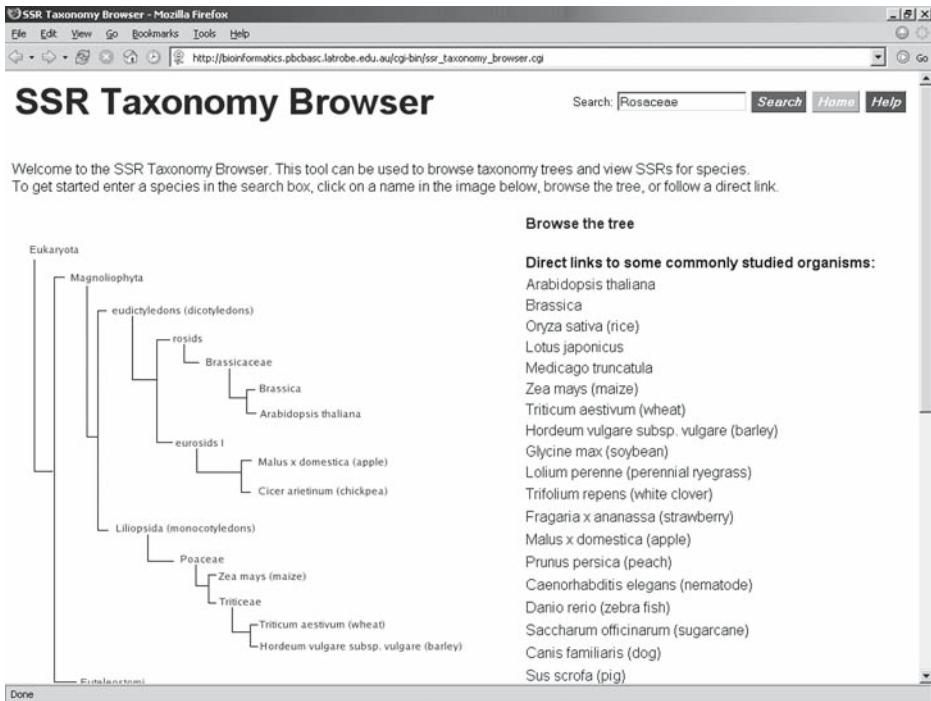 SSR Taxonomy Browser - Mozilla Firefox
File Edit View Go Bookmarks Tools Help
http://bioinformatics.pbcbasc.latrobe.edu.au/cgi-bin/ssr_taxonomy_browser.cgi Go
SSR Taxonomy Browser
Search: Rosaceae Search Home Help
Welcome to the SSR Taxonomy Browser. This tool can be used to browse taxonomy trees and view SSRs for species.
To get started enter a species in the search box, click on a name in the image below, browse the tree, or follow a direct link.
Eukaryota
Magnoliophyta
eudictyledons (dicotyledons)
rosids
Brassicaceae
Brassica
Arabidopsis thaliana
eurosids I
Malus x domestica (apple)
Cicer arietinum (chickpea)
Liliopsida (monocotyledons)
Poaceae
Zea mays (maize)
Triticeae
Triticum aestivum (wheat)
Hordeum vulgare subsp. vulgare (barley)
Euteleostomi
Browse the tree
Direct links to some commonly studied organisms:
Arabidopsis thaliana
Brassica
Oryza sativa (rice)
Lotus japonicus
Medicago truncatula
Zea mays (maize)
Triticum aestivum (wheat)
Hordeum vulgare subsp. vulgare (barley)
Glycine max (soybean)
Lolium perenne (perennial ryegrass)
Trifolium repens (white clover)
Fragaria x ananassa (strawberry)
Malus x domestica (apple)
Prunus persica (peach)
Caenorhabditis elegans (nematode)
Danio rerio (zebra fish)
Saccharum officinarum (sugarcane)
Canis familiaris (dog)
Sus scrofa (pig)
Done